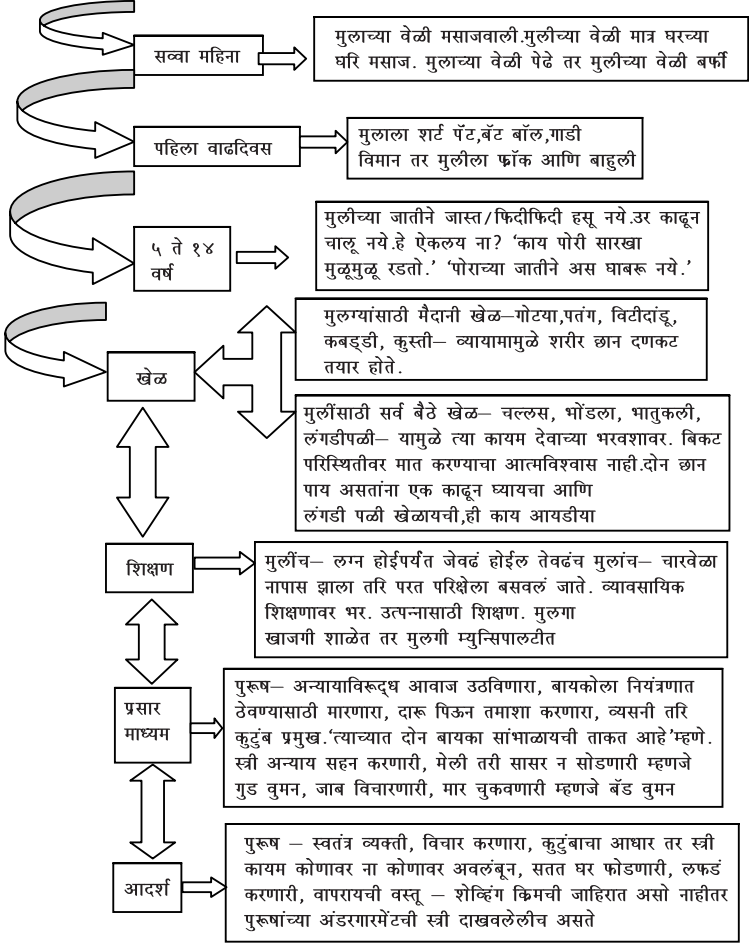 सव्वा महिना
मुलाच्या वेळी मसाजवाली.मुलीच्या वेळी मात्र घरच्या
घरि मसाज. मुलाच्या वेळी पेढे तर मुलीच्या वेळी बर्फी
पहिला वाढदिवस
मुलाला शर्ट पॅंट,बॅट बॉल,गाडी
विमान तर मुलीला फ्रॉक आणि बाहुली
५ ते १४
वर्ष
मुलीच्या जातीने जास्त/फिदीफिदी हसू नये.उर काढून
चालू नये.हे ऐकलय ना? ‘काय पोरी सारखा
मुळूमुळू रडतो.’ ‘पोराच्या जातीने अस घाबरू नये.’
खेळ
मुलग्यांसाठी मैदानी खेळ–गोटया,पतंग, विटीदांडू,
कबड्डी, कुस्ती– व्यायामामुळे शरीर छान दणकट
तयार होते.
मुलींसाठी सर्व बैठे खेळ– चल्लस, भोंडला, भातुकली,
लंगडीपळी– यामुळे त्या कायम देवाच्या भरवशावर. बिकट
परिस्थितीवर मात करण्याचा आत्मविश्वास नाही.दोन छान
पाय असतांना एक काढून घ्यायचा आणि
लंगडी पळी खेळायची,ही काय आयडीया
शिक्षण
मुलींच– लग्न होईपर्यंत जेवढं होईल तेवढंच मुलांच– चारवेळा
नापास झाला तरि परत परिक्षेला बसवलं जाते. व्यावसायिक
शिक्षणावर भर. उत्पन्नासाठी शिक्षण. मुलगा
खाजगी शाळेत तर मुलगी म्युन्सिपालटीत
प्रसार
माध्यम
पुरूष– अन्यायाविरूद्ध आवाज उठविणारा, बायकोला नियंत्रणात
ठेवण्यासाठी मारणारा, दारू पिऊन तमाशा करणारा, व्यसनी तरि
कुटुंब प्रमुख.‘त्याच्यात दोन बायका सांभाळायची ताकत आहे’म्हणे.
स्त्री अन्याय सहन करणारी, मेली तरी सासर न सोडणारी म्हणजे
गुड वुमन, जाब विचारणारी, मार चुकवणारी म्हणजे बॅड वुमन
आदर्श
पुरूष – स्वतंत्र व्यक्ती, विचार करणारा, कुटुंबाचा आधार तर स्त्री
कायम कोणावर ना कोणावर अवलंबून, सतत घर फोडणारी, लफडं
करणारी, वापरायची वस्तू – शेव्हिंग क्रिमची जाहिरात असो नाहीतर
पुरूषांच्या अंडरगारमेंटची स्त्री दाखवलेलीच असते